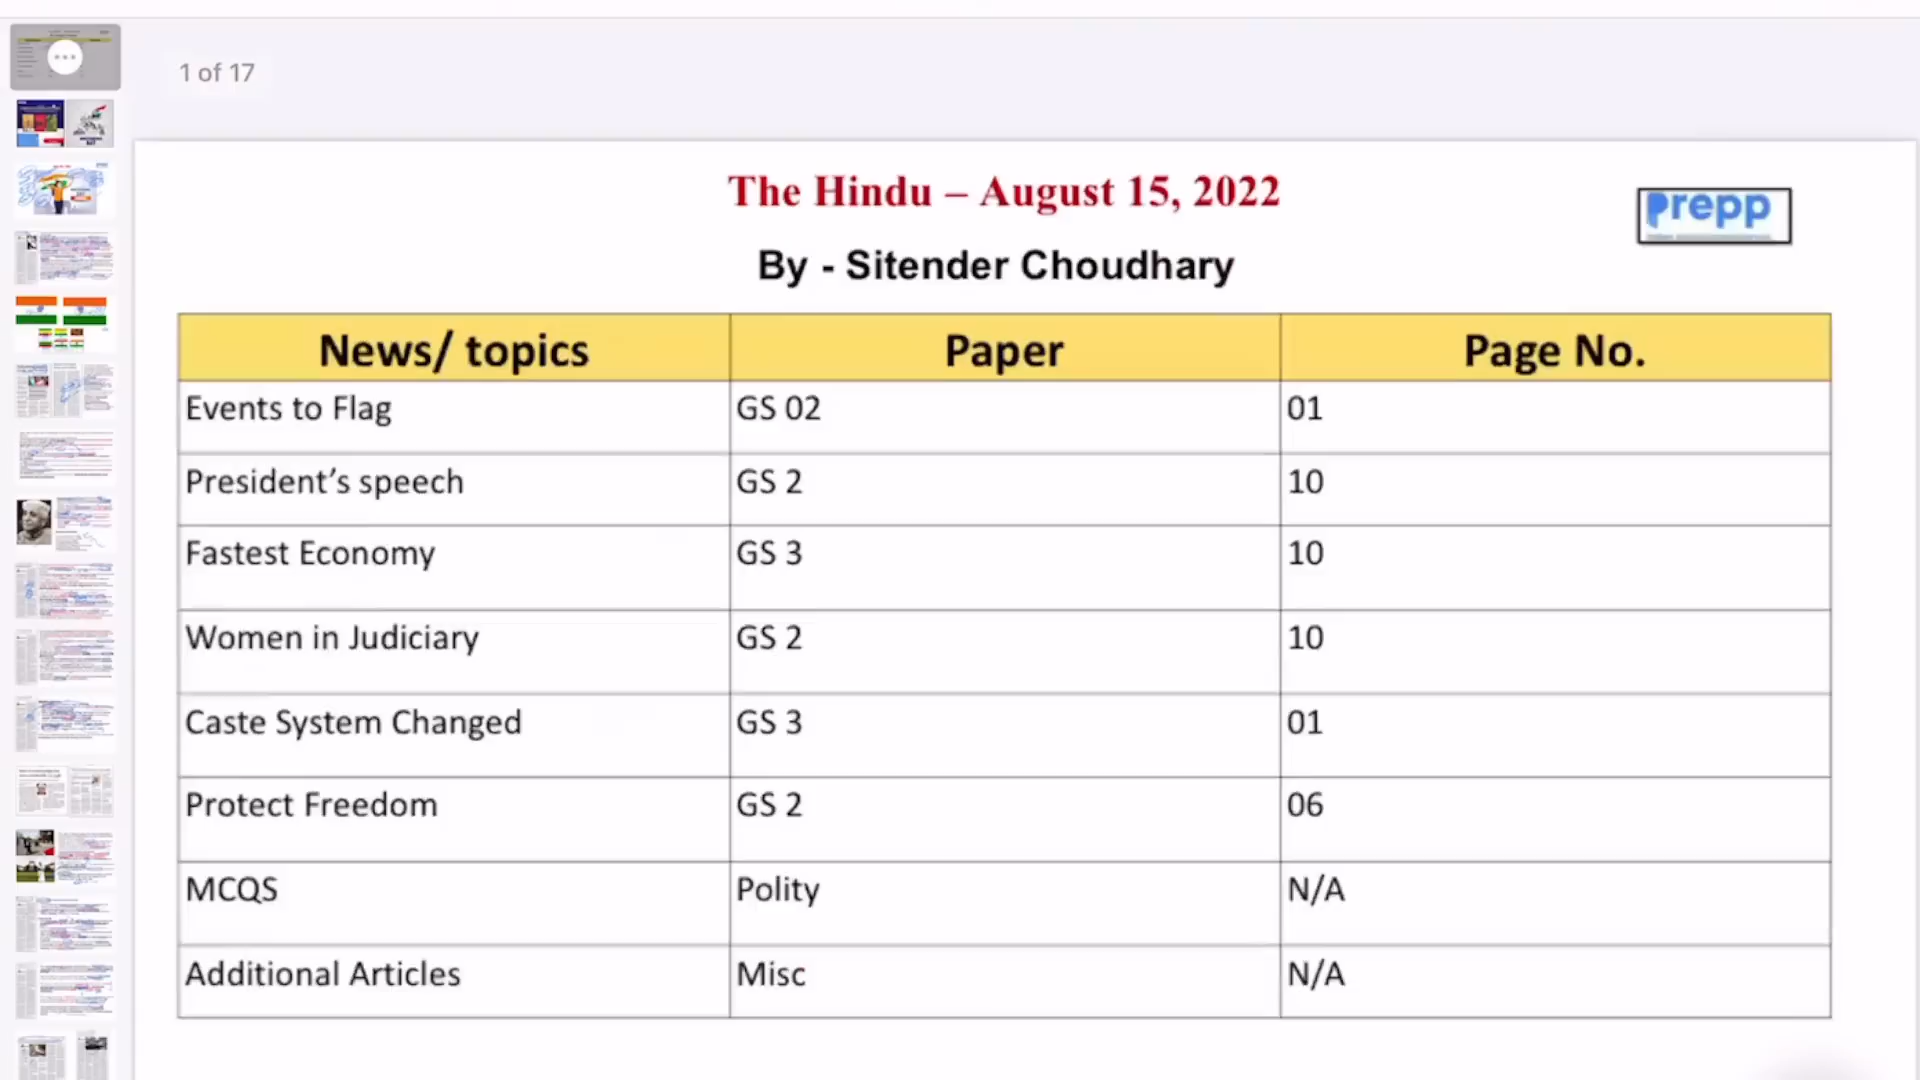 1 of 17
The Hindu – August 15, 2022
prepp
By - Sitender Choudhary
News/ topics Paper Page No.
Events to Flag GS 02 01
President’s speech GS 2 10
Fastest Economy GS 3 10
Women in Judiciary GS 2 10
Caste System Changed GS 3 01
Protect Freedom GS 2 06
MCQS Polity N/A
Additional Articles Misc N/A